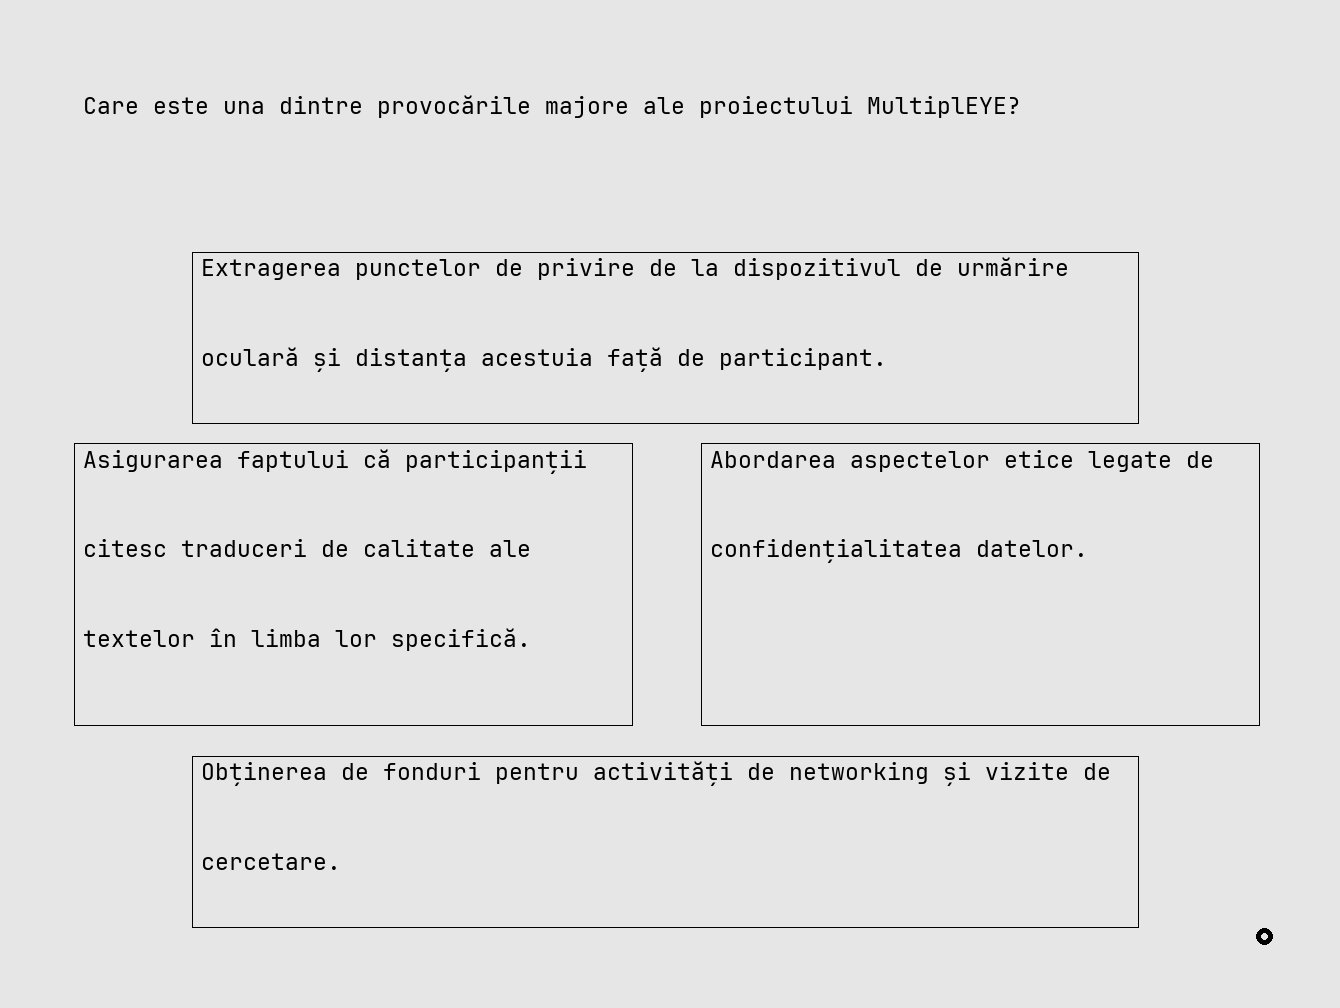 Care este una dintre provocările majore ale proiectului MultiplEYE?
Extragerea punctelor de privire de la dispozitivul de urmărire
oculară și distanța acestuia față de participant.
Asigurarea faptului că participanții
citesc traduceri de calitate ale
textelor în limba lor specifică.
Abordarea aspectelor etice legate de
confidențialitatea datelor.
Obținerea de fonduri pentru activități de networking și vizite de
cercetare.